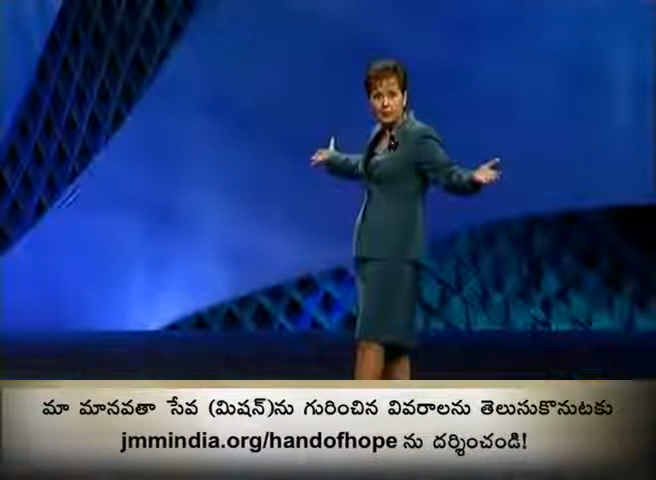 మా మానవతా సేవ (మిషన్)ను గురించిన వివరాలను తెలుసుకొనుటకు
jmmindia.org/handofhope ను దర్శించండి!